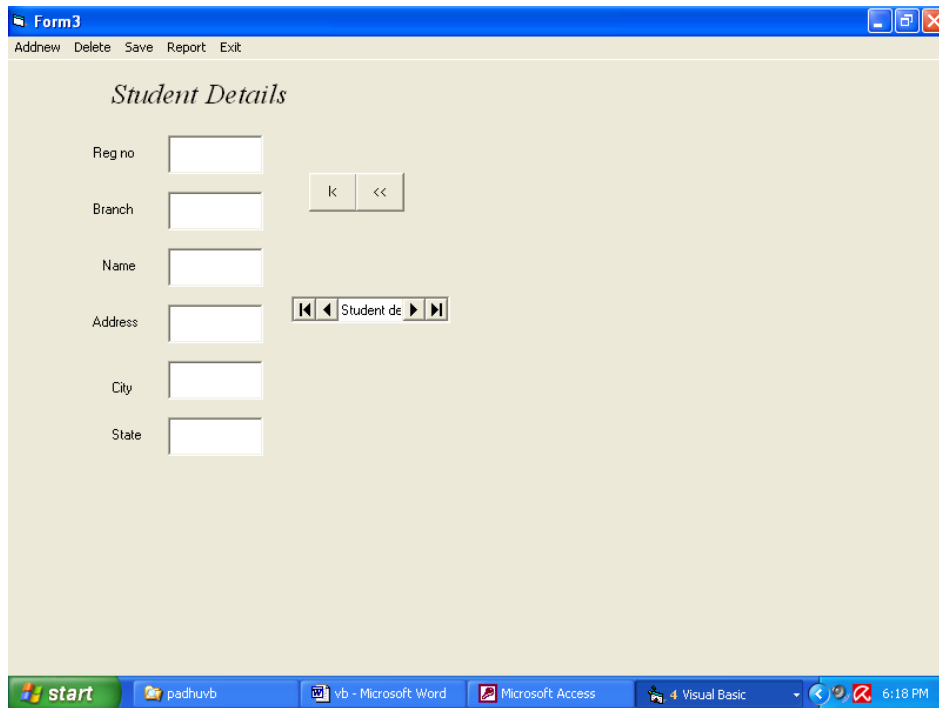 Form3
Addnew Delete Save Report Exit
Student Details
Reg no
|< <<
Branch
Name
Student de
Address
City
State
start padhuvb vb - Microsoft Word Microsoft Access 4 Visual Basic 6:18 PM